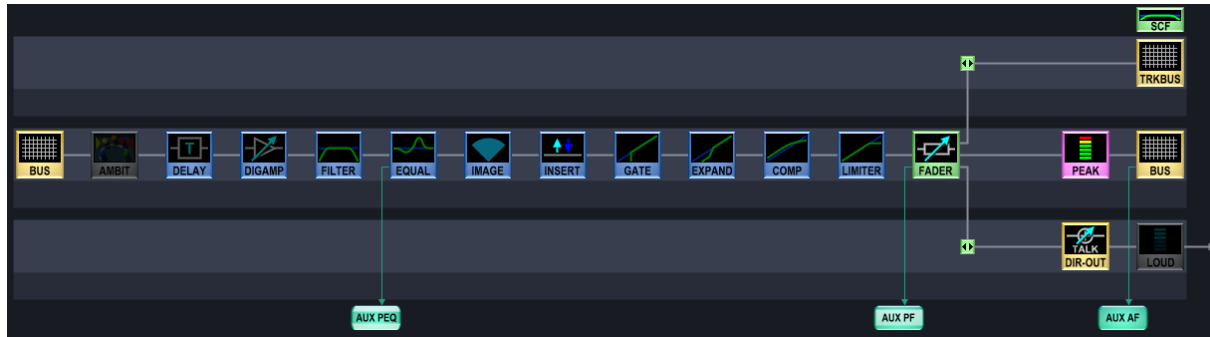 SCF
TRKBUS
BUS AMBIT DELAY T DIGAMP FILTER EQUAL IMAGE INSERT GATE EXPAND COMP LIMITER FADER PEAK BUS
TALK
DIR-OUT LOUD
AUX PEQ AUX PF AUX AF